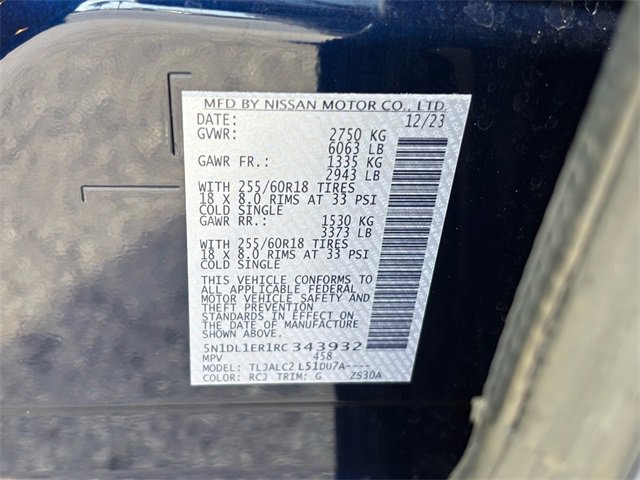 MFD BY NISSAN MOTOR CO., LTD.
DATE: 12/23
GVWR: 2750 KG
6063 LB
GAWR FR.: 1335 KG
2943 LB
WITH 255/60R18 TIRES
18 X 8.0 RIMS AT 33 PSI
COLD SINGLE
GAWR RR.: 1530 KG
3373 LB
WITH 255/60R18 TIRES
18 X 8.0 RIMS AT 33 PSI
COLD SINGLE
THIS VEHICLE CONFORMS TO
ALL APPLICABLE FEDERAL
MOTOR VEHICLE SAFETY AND
THEFT PREVENTION
STANDARDS IN EFFECT ON
THE DATE OF MANUFACTURE
SHOWN ABOVE.
5N1DL1ER1RC343932
MPV 458
MODEL: TLJALC2 L51DU7A----
COLOR: RCJ TRIM: G ZS30A